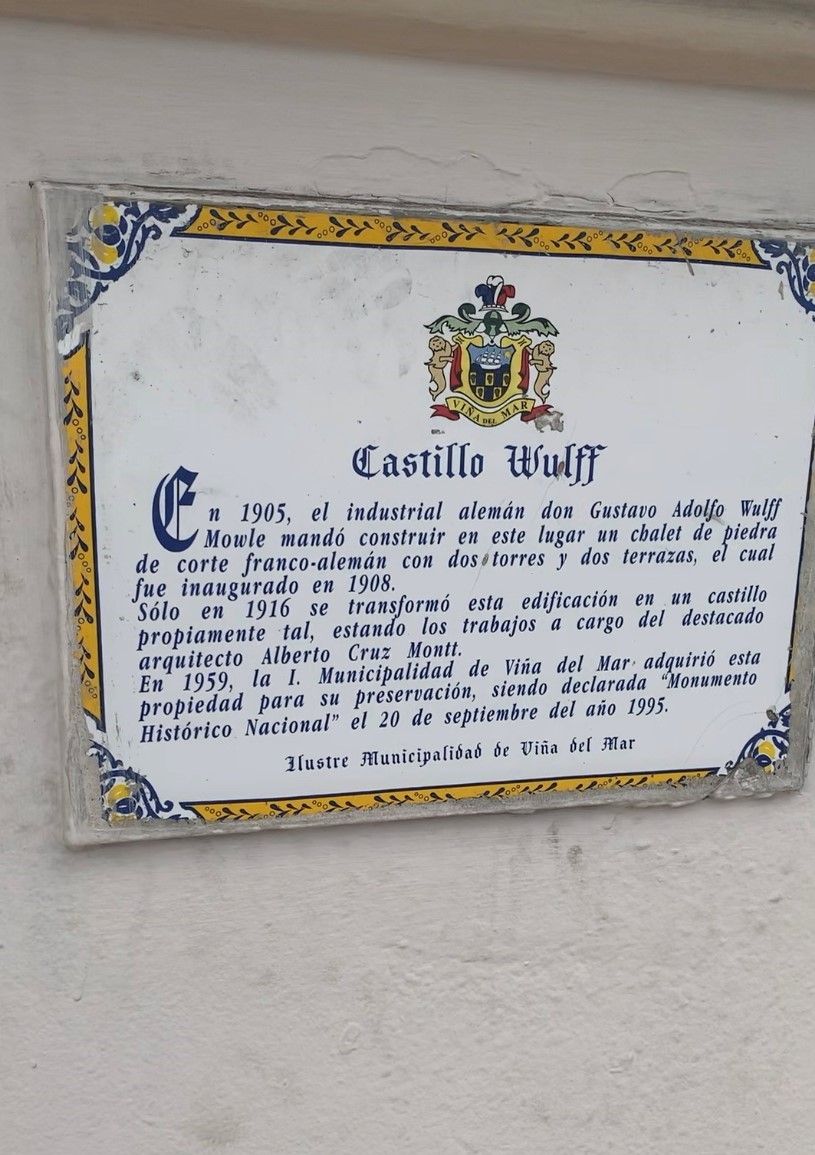 VIÑA DEL MAR
Castillo Wulff
En 1905, el industrial alemán don Gustavo Adolfo Wulff
Mowle mandó construir en este lugar un chalet de piedra
de corte franco-alemán con dos torres y dos terrazas, el cual
fue inaugurado en 1908.
Sólo en 1916 se transformó esta edificación en un castillo
propiamente tal, estando los trabajos a cargo del destacado
arquitecto Alberto Cruz Montt.
En 1959, la I. Municipalidad de Viña del Mar adquirió esta
propiedad para su preservación, siendo declarada "Monumento
Histórico Nacional" el 20 de septiembre del año 1995.
Ilustre Municipalidad de Viña del Mar